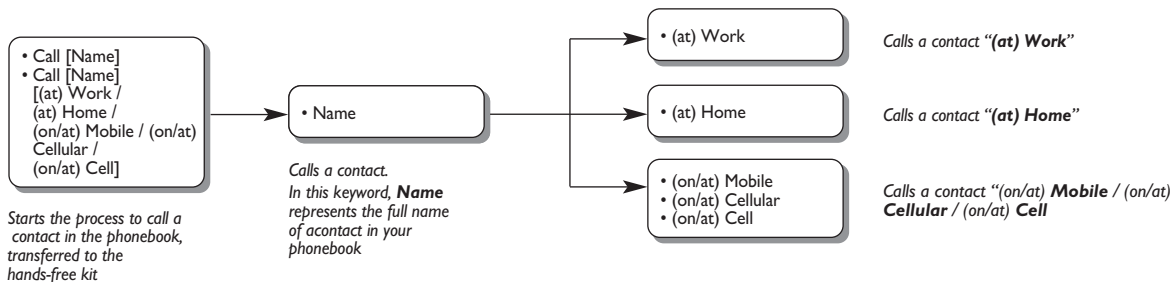 • Call [Name]
• Call [Name]
[(at) Work /
(at) Home /
(on/at) Mobile / (on/at)
Cellular /
(on/at) Cell]
Starts the process to call a
contact in the phonebook,
transferred to the
hands-free kit
• Name
Calls a contact.
In this keyword, Name
represents the full name
of acontact in your
phonebook
• (at) Work
Calls a contact “(at) Work”
• (at) Home
Calls a contact “(at) Home”
• (on/at) Mobile
• (on/at) Cellular
• (on/at) Cell
Calls a contact “(on/at) Mobile / (on/at)
Cellular / (on/at) Cell